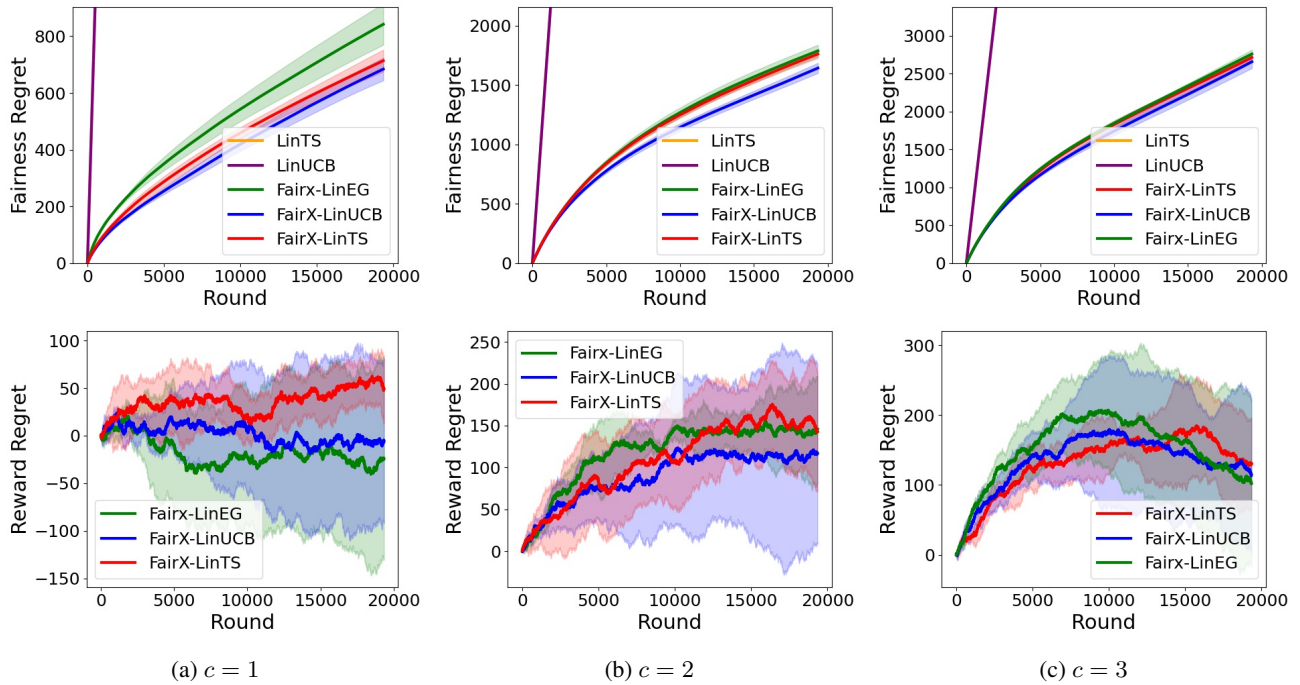 Fairness Regret
800
600
400
200
0
LinTS
LinUCB
Fairx-LinEG
FairX-LinUCB
FairX-LinTS
0 5000 10000 15000 20000
Round
Fairness Regret
2000
1500
1000
500
0
LinTS
LinUCB
Fairx-LinEG
FairX-LinUCB
FairX-LinTS
0 5000 10000 15000 20000
Round
Fairness Regret
3000
2500
2000
1500
1000
500
0
LinTS
LinUCB
FairX-LinTS
FairX-LinUCB
Fairx-LinEG
0 5000 10000 15000 20000
Round
Reward Regret
100
50
0
−50
−100
−150
Fairx-LinEG
FairX-LinUCB
FairX-LinTS
0 5000 10000 15000 20000
Round
Reward Regret
250
200
150
100
50
0
Fairx-LinEG
FairX-LinUCB
FairX-LinTS
0 5000 10000 15000 20000
Round
Reward Regret
300
200
100
0
FairX-LinTS
FairX-LinUCB
Fairx-LinEG
0 5000 10000 15000 20000
Round
(a) c = 1
(b) c = 2
(c) c = 3